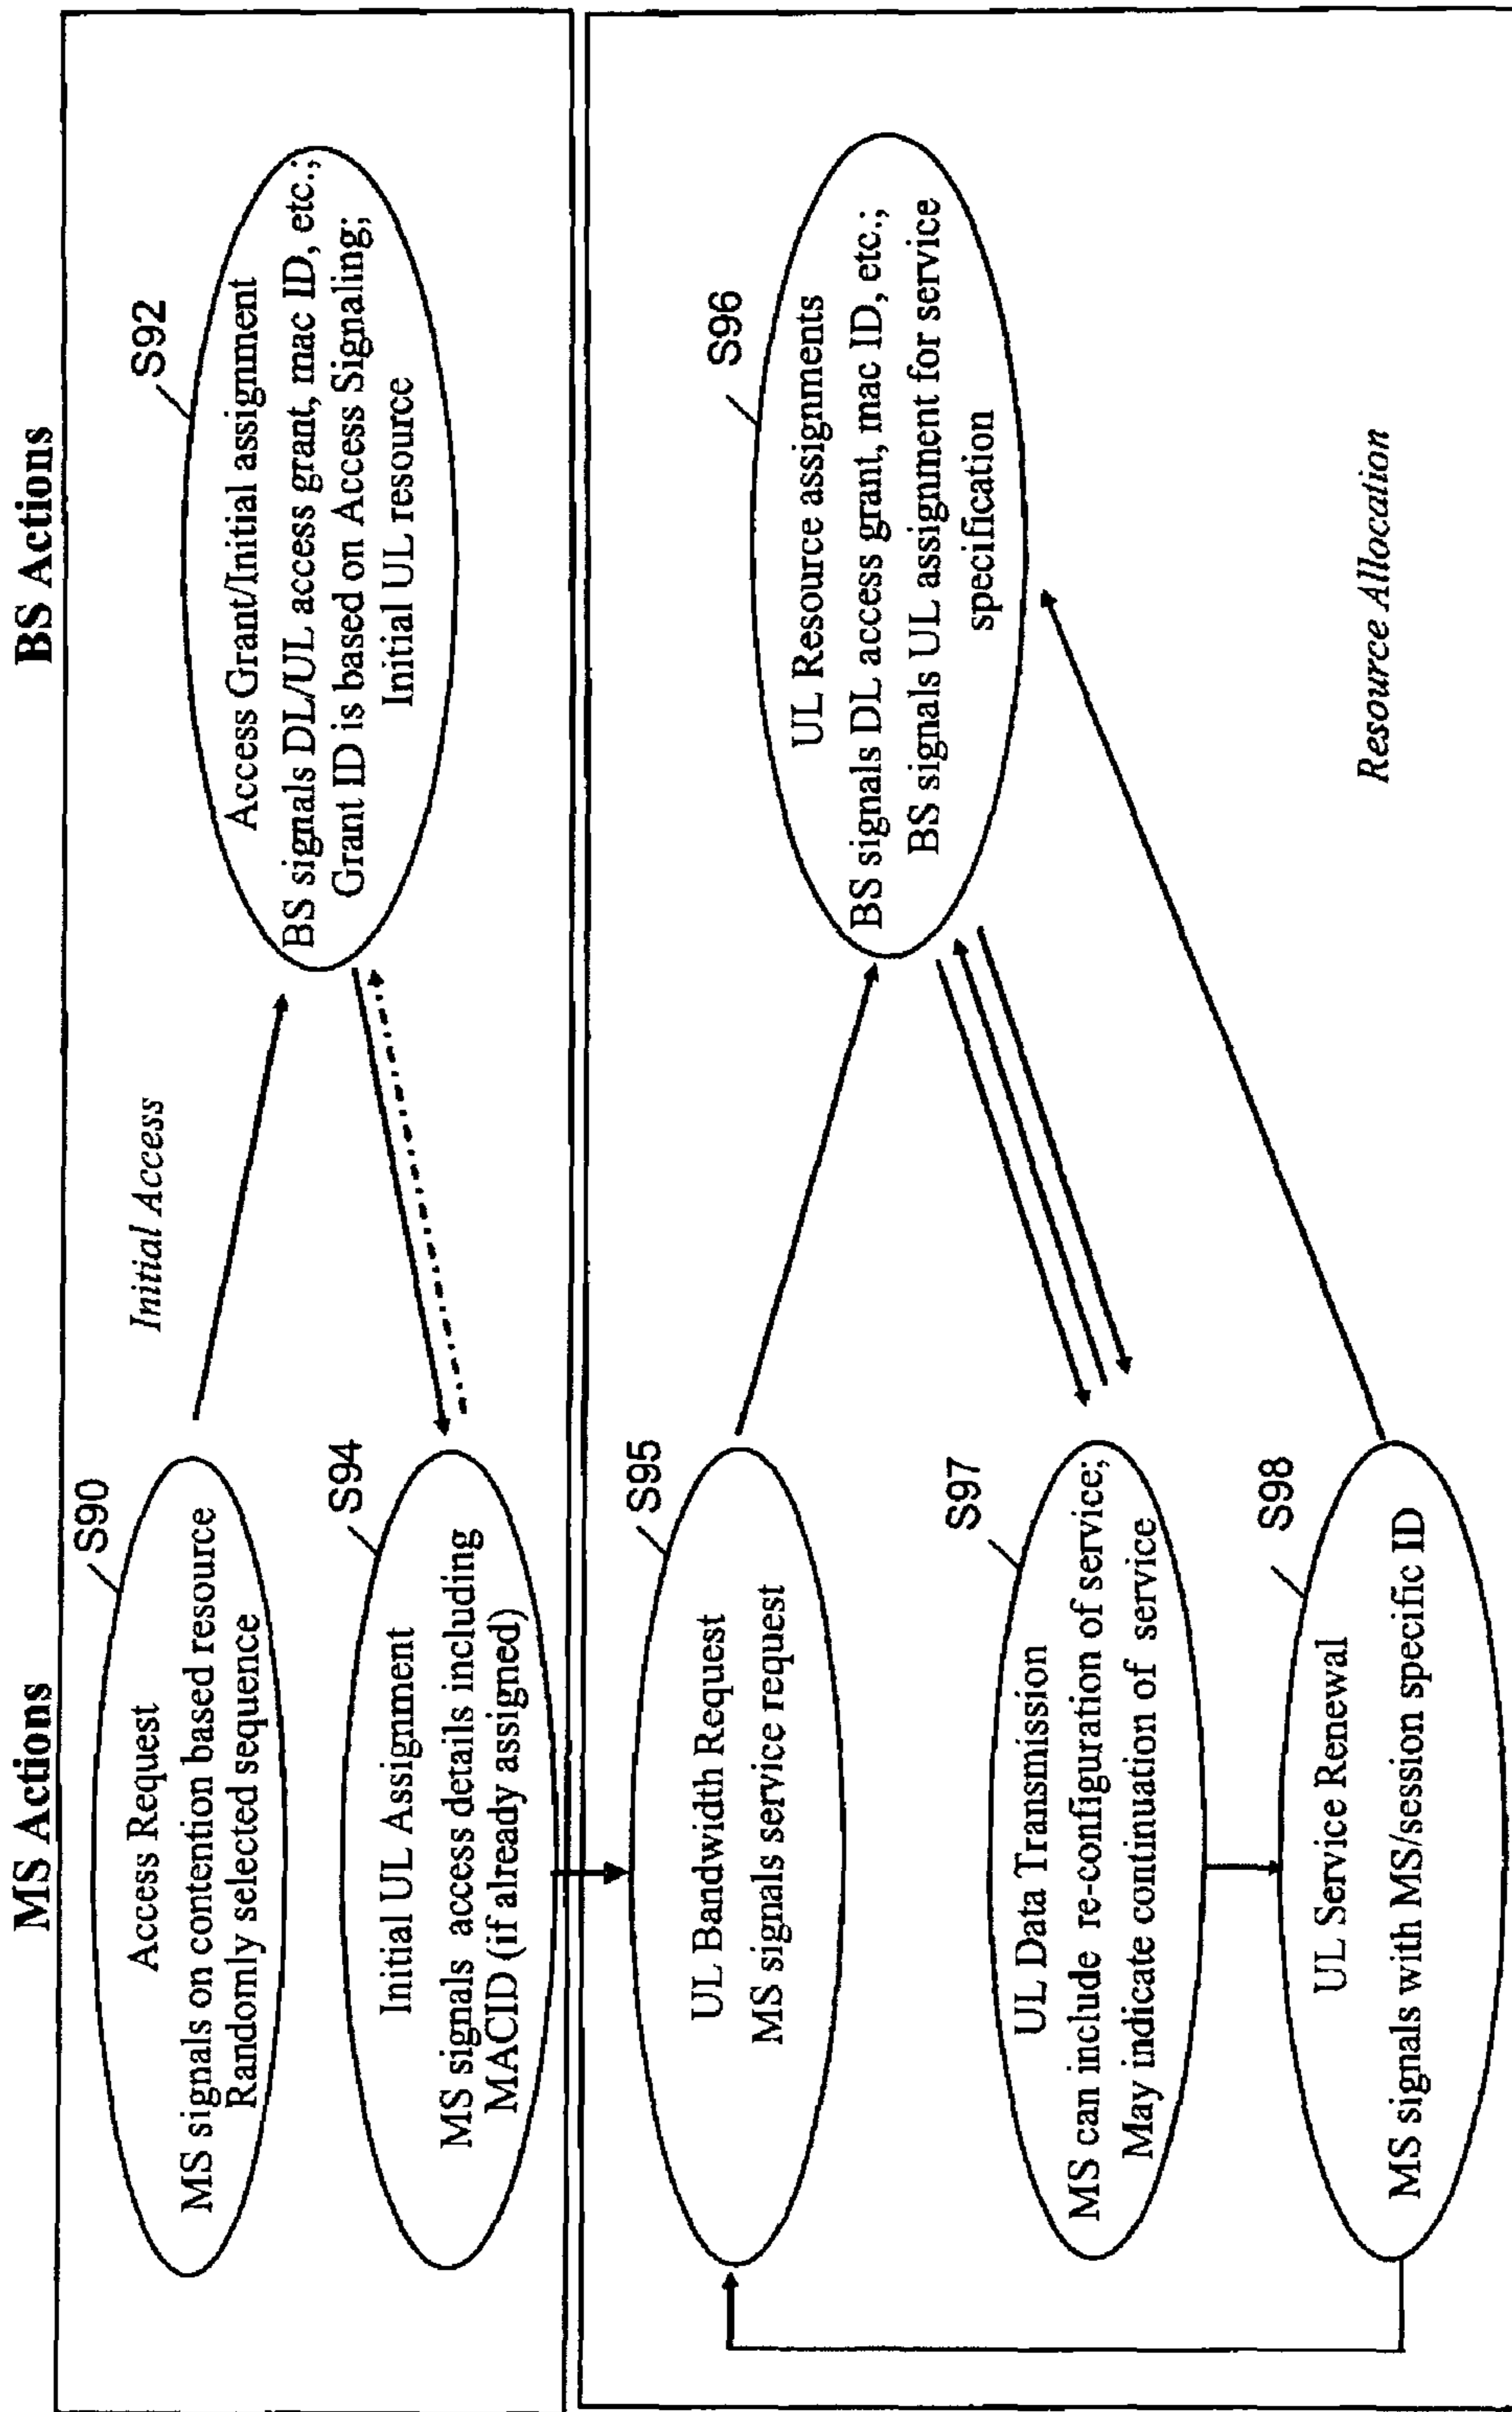 MS Actions
BS Actions
Initial Access
S90
Access Request
MS signals on contention based resource
Randomly selected sequence
S92
Access Grant/Initial assignment
BS signals DL/UL access grant, mac ID, etc.;
Grant ID is based on Access Signaling;
Initial UL resource
S94
Initial UL Assignment
MS signals access details including
MACID (if already assigned)
S95
UL Bandwidth Request
MS signals service request
S96
UL Resource assignments
BS signals DL access grant, mac ID, etc.;
BS signals UL assignment for service
specification
S97
UL Data Transmission
MS can include re-configuration of service;
May indicate continuation of service
S98
UL Service Renewal
MS signals with MS/session specific ID
Resource Allocation